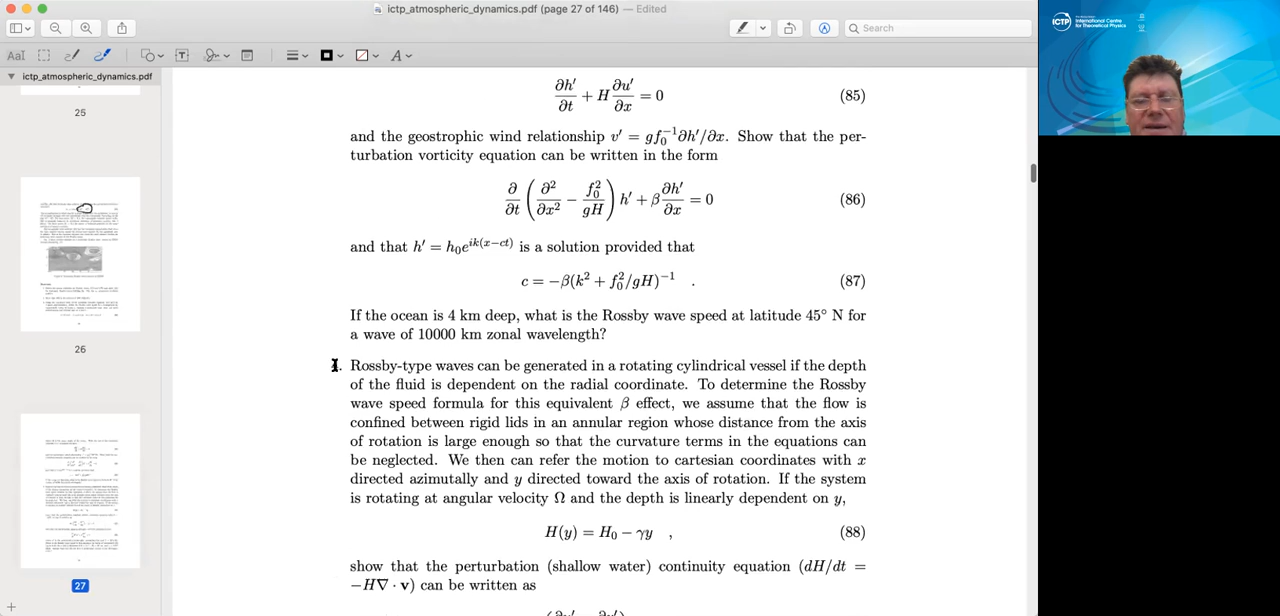 ictp_atmospheric_dynamics.pdf (page 27 of 146) — Edited
Search
ictp_atmospheric_dynamics.pdf
25
26
27
∂h′/∂t + H ∂u′/∂x = 0 (85)
and the geostrophic wind relationship v′ = gf₀⁻¹∂h′/∂x. Show that the per-
turbation vorticity equation can be written in the form
∂/∂t (∂²/∂x² − f₀²/gH) h′ + β ∂h′/∂x = 0 (86)
and that h′ = h₀e^{ik(x−ct)} is a solution provided that
c = −β(k² + f₀²/gH)⁻¹ . (87)
If the ocean is 4 km deep, what is the Rossby wave speed at latitude 45° N for
a wave of 10000 km zonal wavelength?
Rossby-type waves can be generated in a rotating cylindrical vessel if the depth
of the fluid is dependent on the radial coordinate. To determine the Rossby
wave speed formula for this equivalent β effect, we assume that the flow is
confined between rigid lids in an annular region whose distance from the axis
of rotation is large enough so that the curvature terms in the equations can
be neglected. We then can refer the motion to cartesian coordinates with x
directed azimutally and y directed toward the axis of rotation. If the system
is rotating at angular velocity Ω and the depth is linearly dependent on y,
H(y) = H₀ − γy , (88)
show that the perturbation (shallow water) continuity equation (dH/dt =
−H∇ · v) can be written as
ICTP
International Centre
for Theoretical Physics